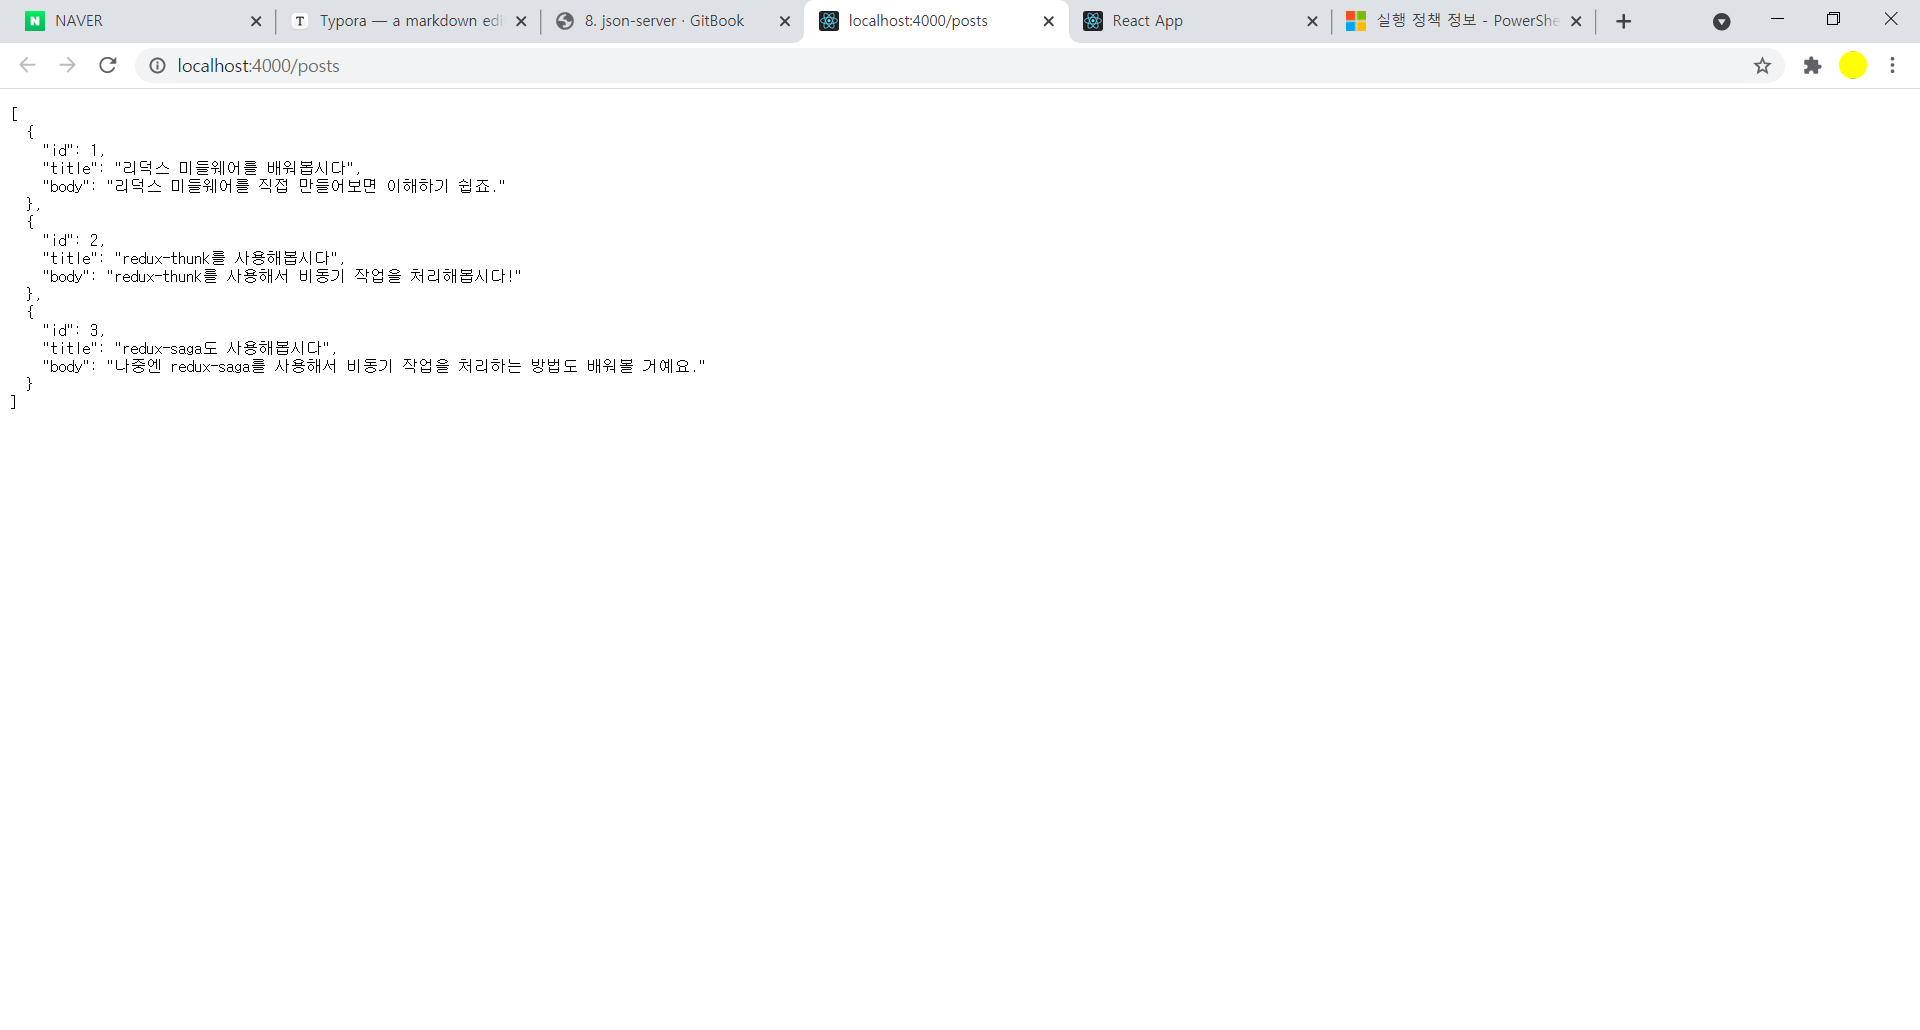 NAVER
Typora — a markdown edi
8. json-server · GitBook
localhost:4000/posts
React App
실행 정책 정보 - PowerShe
localhost:4000/posts
[
  {
    "id": 1,
    "title": "리덕스 미들웨어를 배워봅시다",
    "body": "리덕스 미들웨어를 직접 만들어보면 이해하기 쉽죠."
  },
  {
    "id": 2,
    "title": "redux-thunk를 사용해봅시다",
    "body": "redux-thunk를 사용해서 비동기 작업을 처리해봅시다!"
  },
  {
    "id": 3,
    "title": "redux-saga도 사용해봅시다",
    "body": "나중엔 redux-saga를 사용해서 비동기 작업을 처리하는 방법도 배워볼 거예요."
  }
]